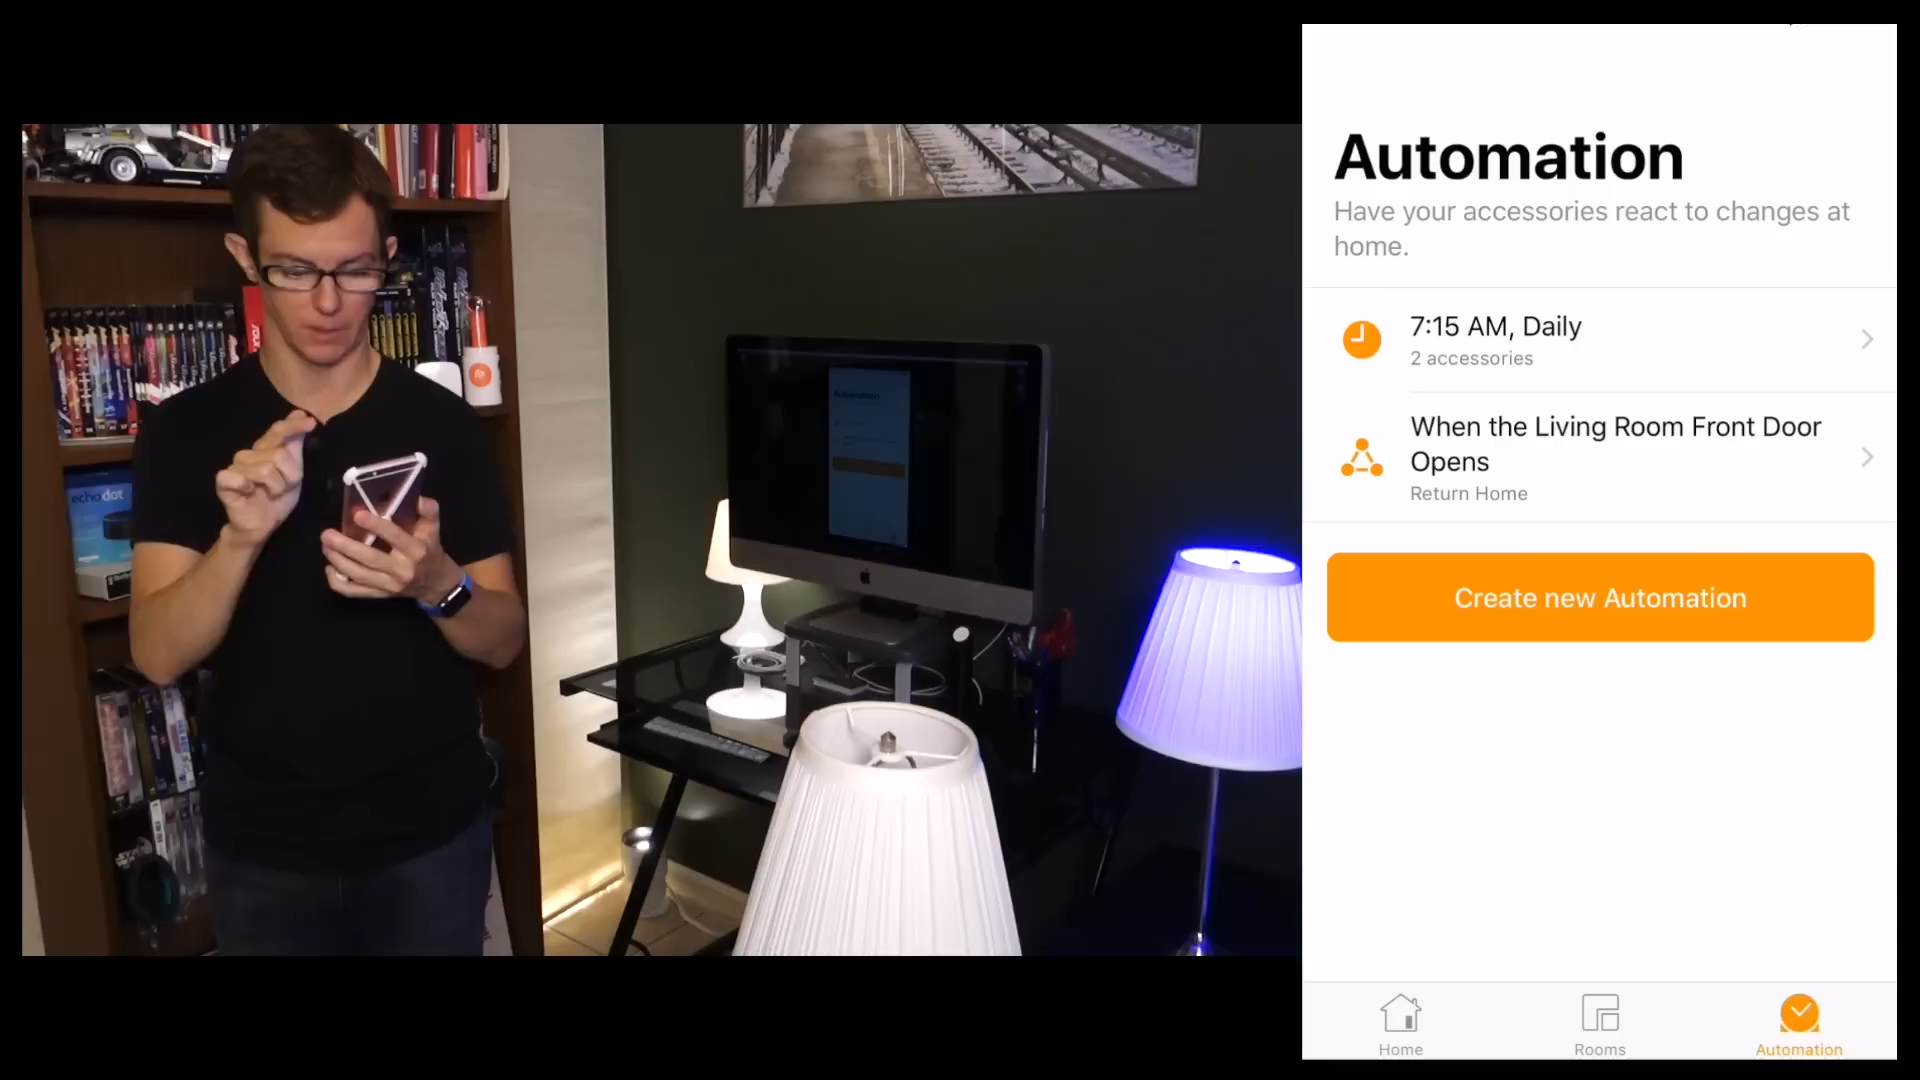 Automation
Have your accessories react to changes at
home.
7:15 AM, Daily
2 accessories
When the Living Room Front Door
Opens
Return Home
Create new Automation
Home
Rooms
Automation
echo dot
Automation